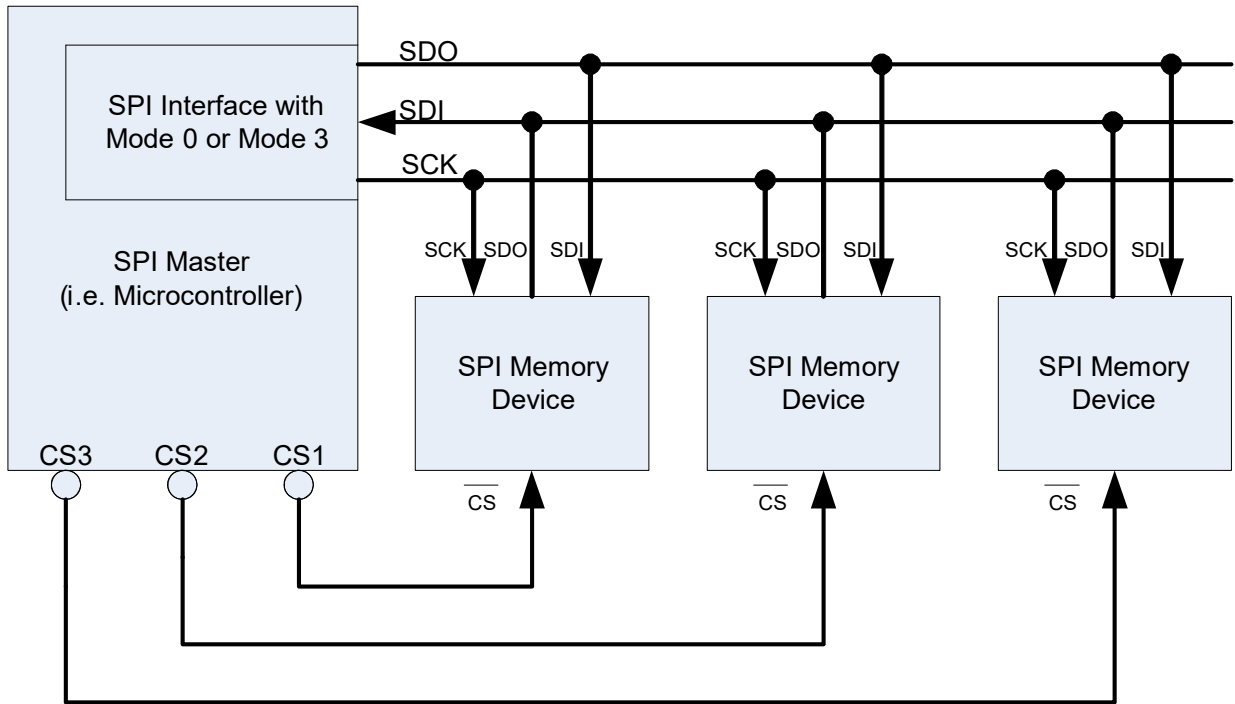 SDO
SPI Interface with
Mode 0 or Mode 3
SDI
SCK
SPI Master
(i.e. Microcontroller)
SCK SDO SDI
SCK SDO SDI
SCK SDO SDI
SPI Memory
Device
SPI Memory
Device
SPI Memory
Device
CS3 CS2 CS1
CS
CS
CS